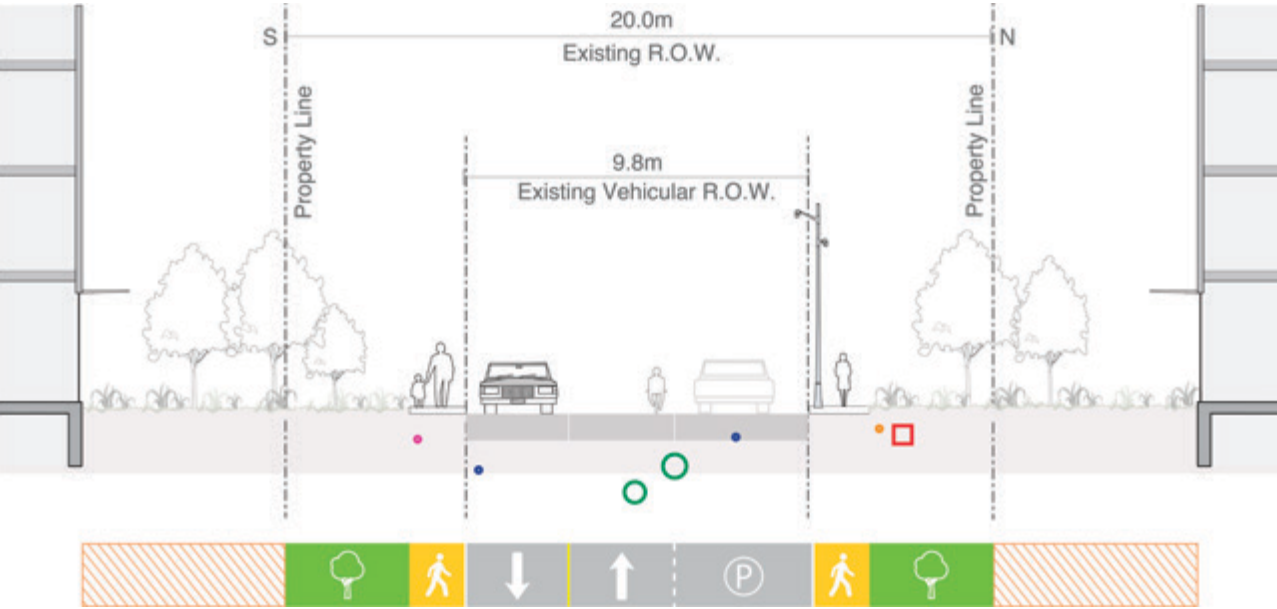 20.0m
S
N
Existing R.O.W.
Property Line
Property Line
9.8m
Existing Vehicular R.O.W.
P